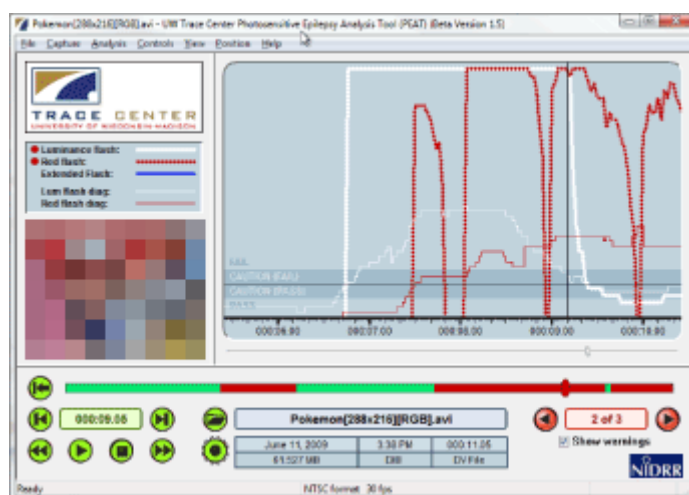 Pokemon[288x216][RGB].avi - UW Trace Center Photosensitive Epilepsy Analysis Tool (PEAT) (Beta Version 1.5)
File Capture Analysis Controls View Position Help
TRACE CENTER
UNIVERSITY OF WISCONSIN-MADISON
Luminance flash:
Red flash:
Extended Flash:
Lum flash diag:
Red flash diag:
FAIL
CAUTION (FAIL)
CAUTION (PASS)
PASS
000:06.00 000:07.00 000:08.00 000:09.00 000:10.00
000:09.06 Pokemon[288x216][RGB].avi 2 of 3
June 11, 2009 3:38 PM 000:11.05 Show warnings
61.527 MB DIB DV File
NIDRR
Ready NTSC format 30 fps